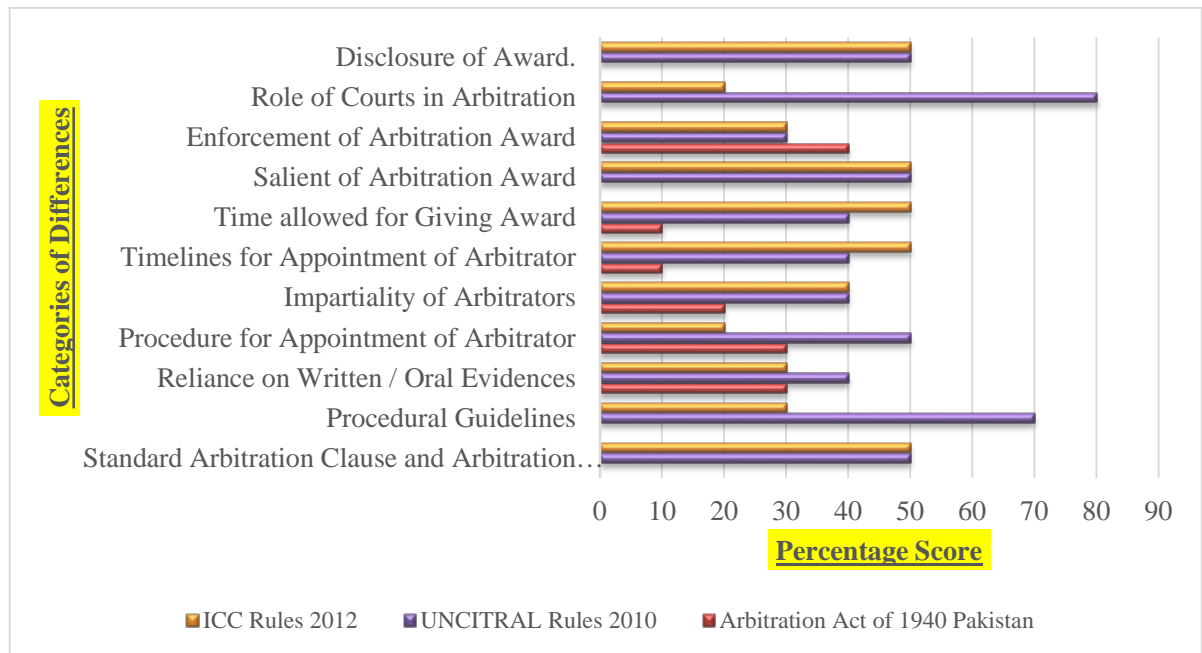 Categories of Differences
Disclosure of Award.
Role of Courts in Arbitration
Enforcement of Arbitration Award
Salient of Arbitration Award
Time allowed for Giving Award
Timelines for Appointment of Arbitrator
Impartiality of Arbitrators
Procedure for Appointment of Arbitrator
Reliance on Written / Oral Evidences
Procedural Guidelines
Standard Arbitration Clause and Arbitration…
0 10 20 30 40 50 60 70 80 90
Percentage Score
ICC Rules 2012 UNCITRAL Rules 2010 Arbitration Act of 1940 Pakistan